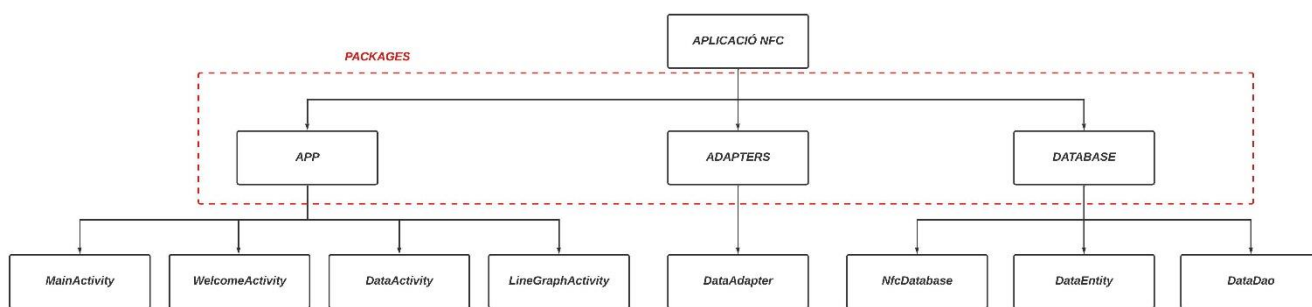 APLICACIÓ NFC
PACKAGES
APP
ADAPTERS
DATABASE
MainActivity
WelcomeActivity
DataActivity
LineGraphActivity
DataAdapter
NfcDatabase
DataEntity
DataDao